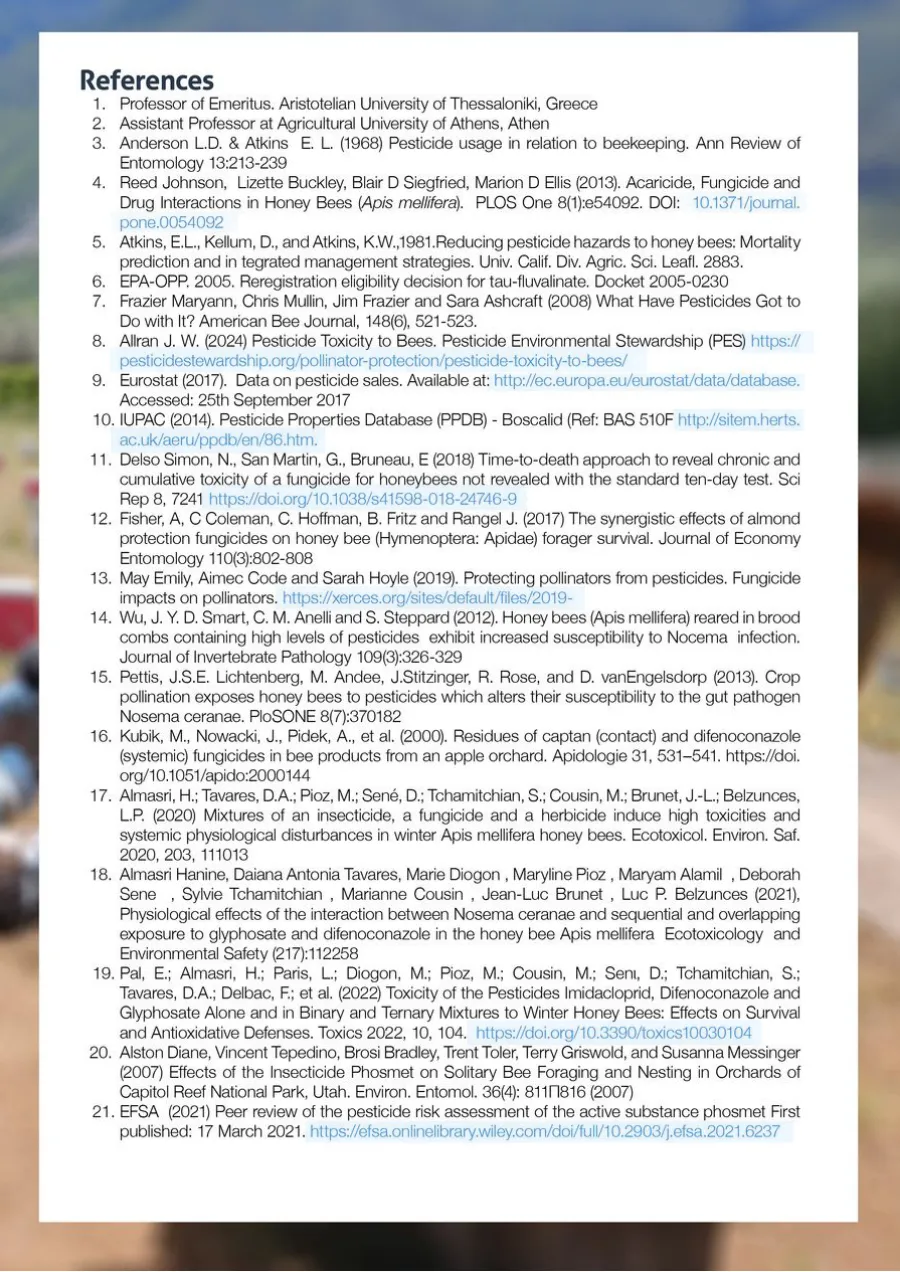 References
1. Professor of Emeritus. Aristotelian University of Thessaloniki, Greece
2. Assistant Professor at Agricultural University of Athens, Athen
3. Anderson L.D. & Atkins E. L. (1968) Pesticide usage in relation to beekeeping. Ann Review of
Entomology 13:213-239
4. Reed Johnson, Lizette Buckley, Blair D Siegfried, Marion D Ellis (2013). Acaricide, Fungicide and
Drug Interactions in Honey Bees (Apis mellifera). PLOS One 8(1):e54092. DOI: 10.1371/journal.
pone.0054092
5. Atkins, E.L., Kellum, D., and Atkins, K.W.,1981.Reducing pesticide hazards to honey bees: Mortality
prediction and in tegrated management strategies. Univ. Calif. Div. Agric. Sci. Leafl. 2883.
6. EPA-OPP. 2005. Reregistration eligibility decision for tau-fluvalinate. Docket 2005-0230
7. Frazier Maryann, Chris Mullin, Jim Frazier and Sara Ashcraft (2008) What Have Pesticides Got to
Do with It? American Bee Journal, 148(6), 521-523.
8. Allran J. W. (2024) Pesticide Toxicity to Bees. Pesticide Environmental Stewardship (PES) https://
pesticidestewardship.org/pollinator-protection/pesticide-toxicity-to-bees/
9. Eurostat (2017). Data on pesticide sales. Available at: http://ec.europa.eu/eurostat/data/database.
Accessed: 25th September 2017
10. IUPAC (2014). Pesticide Properties Database (PPDB) - Boscalid (Ref: BAS 510F http://sitem.herts.
ac.uk/aeru/ppdb/en/86.htm.
11. Delso Simon, N., San Martin, G., Bruneau, E (2018) Time-to-death approach to reveal chronic and
cumulative toxicity of a fungicide for honeybees not revealed with the standard ten-day test. Sci
Rep 8, 7241 https://doi.org/10.1038/s41598-018-24746-9
12. Fisher, A, C Coleman, C. Hoffman, B. Fritz and Rangel J. (2017) The synergistic effects of almond
protection fungicides on honey bee (Hymenoptera: Apidae) forager survival. Journal of Economy
Entomology 110(3):802-808
13. May Emily, Aimec Code and Sarah Hoyle (2019). Protecting pollinators from pesticides. Fungicide
impacts on pollinators. https://xerces.org/sites/default/files/2019-
14. Wu, J. Y. D. Smart, C. M. Anelli and S. Steppard (2012). Honey bees (Apis mellifera) reared in brood
combs containing high levels of pesticides exhibit increased susceptibility to Nocema infection.
Journal of Invertebrate Pathology 109(3):326-329
15. Pettis, J.S.E. Lichtenberg, M. Andee, J.Stitzinger, R. Rose, and D. vanEngelsdorp (2013). Crop
pollination exposes honey bees to pesticides which alters their susceptibility to the gut pathogen
Nosema ceranae. PloSONE 8(7):370182
16. Kubik, M., Nowacki, J., Pidek, A., et al. (2000). Residues of captan (contact) and difenoconazole
(systemic) fungicides in bee products from an apple orchard. Apidologie 31, 531–541. https://doi.
org/10.1051/apido:2000144
17. Almasri, H.; Tavares, D.A.; Pioz, M.; Sené, D.; Tchamitchian, S.; Cousin, M.; Brunet, J.-L.; Belzunces,
L.P. (2020) Mixtures of an insecticide, a fungicide and a herbicide induce high toxicities and
systemic physiological disturbances in winter Apis mellifera honey bees. Ecotoxicol. Environ. Saf.
2020, 203, 111013
18. Almasri Hanine, Daiana Antonia Tavares, Marie Diogon , Maryline Pioz , Maryam Alamil , Deborah
Sene , Sylvie Tchamitchian , Marianne Cousin , Jean-Luc Brunet , Luc P. Belzunces (2021),
Physiological effects of the interaction between Nosema ceranae and sequential and overlapping
exposure to glyphosate and difenoconazole in the honey bee Apis mellifera Ecotoxicology and
Environmental Safety (217):112258
19. Pal, E.; Almasri, H.; Paris, L.; Diogon, M.; Pioz, M.; Cousin, M.; Senι, D.; Tchamitchian, S.;
Tavares, D.A.; Delbac, F.; et al. (2022) Toxicity of the Pesticides Imidacloprid, Difenoconazole and
Glyphosate Alone and in Binary and Ternary Mixtures to Winter Honey Bees: Effects on Survival
and Antioxidative Defenses. Toxics 2022, 10, 104. https://doi.org/10.3390/toxics10030104
20. Alston Diane, Vincent Tepedino, Brosi Bradley, Trent Toler, Terry Griswold, and Susanna Messinger
(2007) Effects of the Insecticide Phosmet on Solitary Bee Foraging and Nesting in Orchards of
Capitol Reef National Park, Utah. Environ. Entomol. 36(4): 811Π816 (2007)
21. EFSA (2021) Peer review of the pesticide risk assessment of the active substance phosmet First
published: 17 March 2021. https://efsa.onlinelibrary.wiley.com/doi/full/10.2903/j.efsa.2021.6237